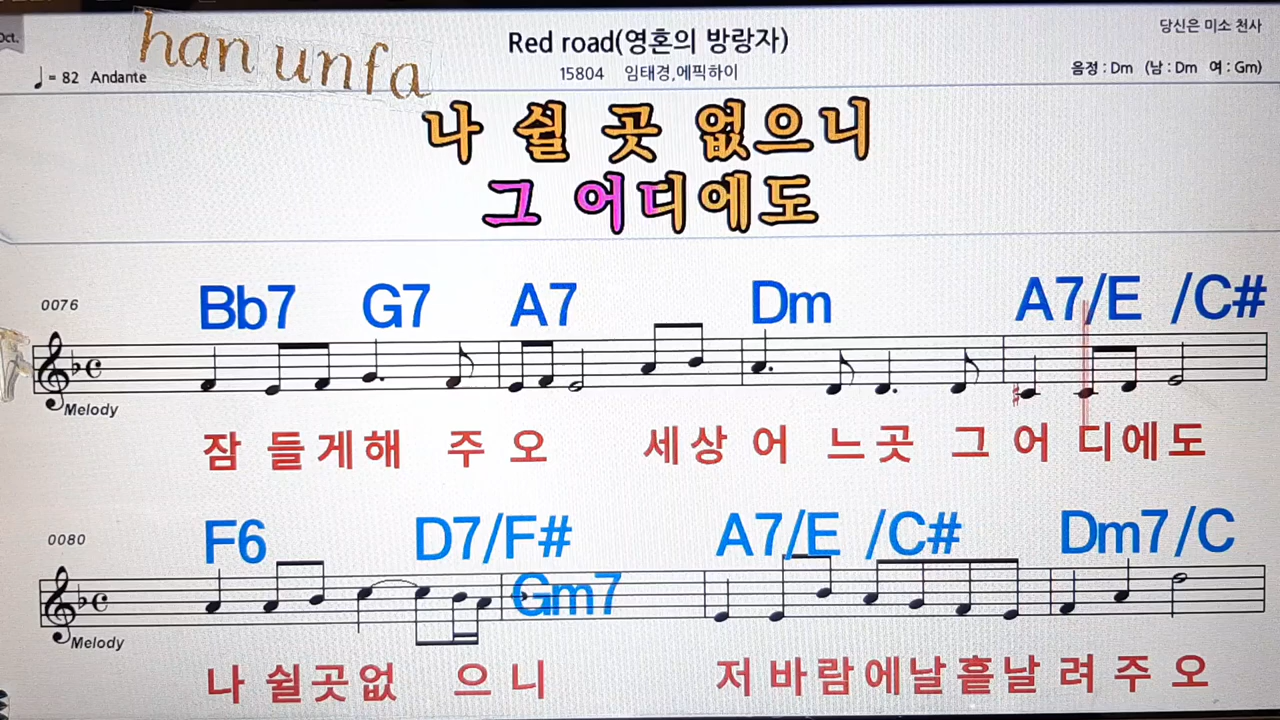 Oct.
han unfa
Red road(영혼의 방랑자)
당신은 미소 천사
♩= 82 Andante
15804 임태경,에픽하이
음정 : Dm (남 : Dm 여 : Gm)
나 쉴 곳 없으니
그 어디에도
0076
Bb7 G7 A7 Dm A7/E /C#
Melody
잠 들게해 주 오 세상 어 느곳 그 어 디에도
0080
F6 D7/F# Gm7 A7/E /C# Dm7/C
Melody
나 쉴곳없 으 니 저 바람에날흩날 려 주 오